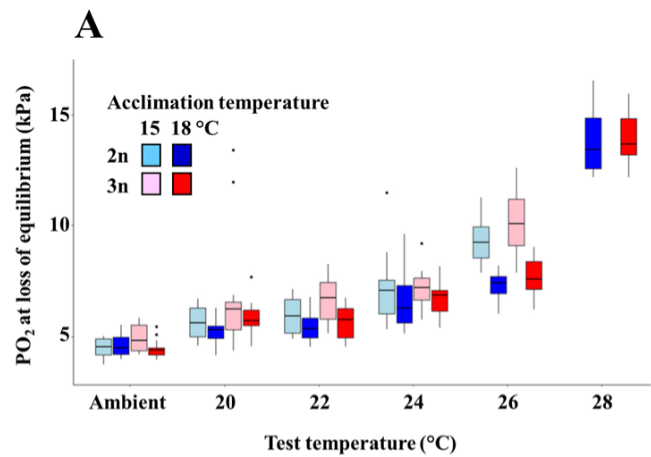 A
PO2 at loss of equilibrium (kPa)
15
10
5
Acclimation temperature
15 18 °C
2n
3n
Ambient 20 22 24 26 28
Test temperature (°C)